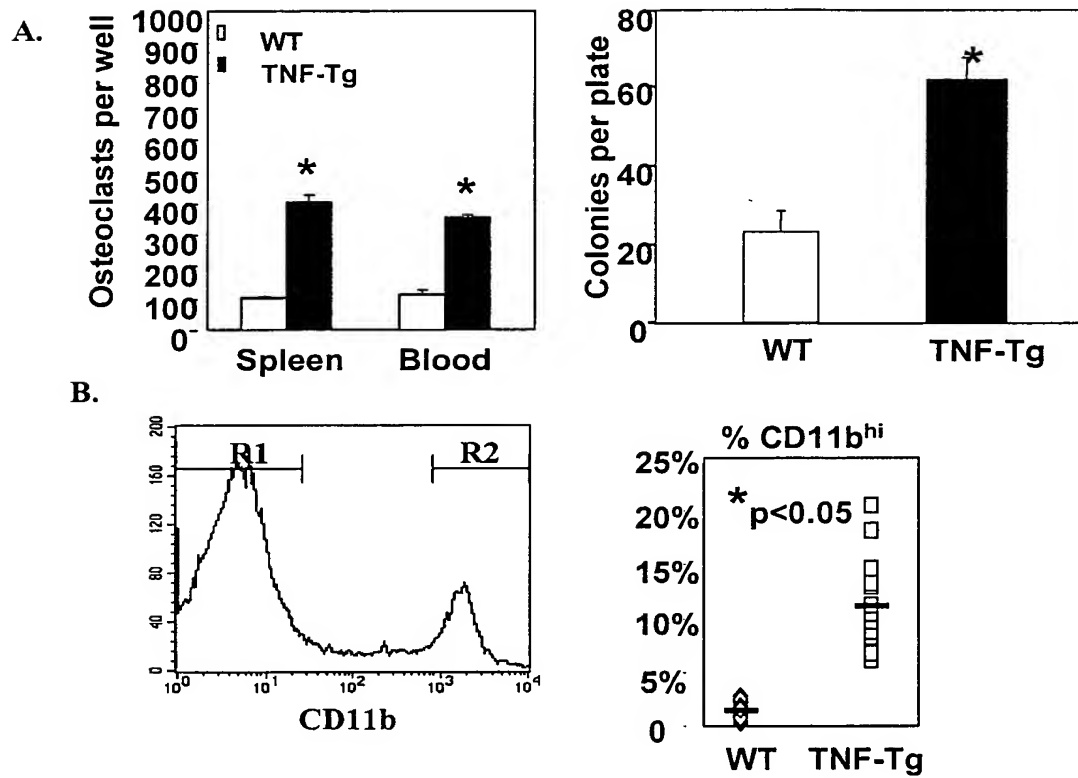 A.
Osteoclasts per well
1000
900
800
700
600
500
400
300
200
100
0
WT
TNF-Tg
*
*
Spleen
Blood
Colonies per plate
80
60
40
20
0
*
WT
TNF-Tg
B.
200
160
120
80
40
0
R1
R2
10⁰
10¹
10²
10³
10⁴
CD11b
% CD11bʰⁱ
25%
20%
15%
10%
5%
0
* p<0.05
WT
TNF-Tg